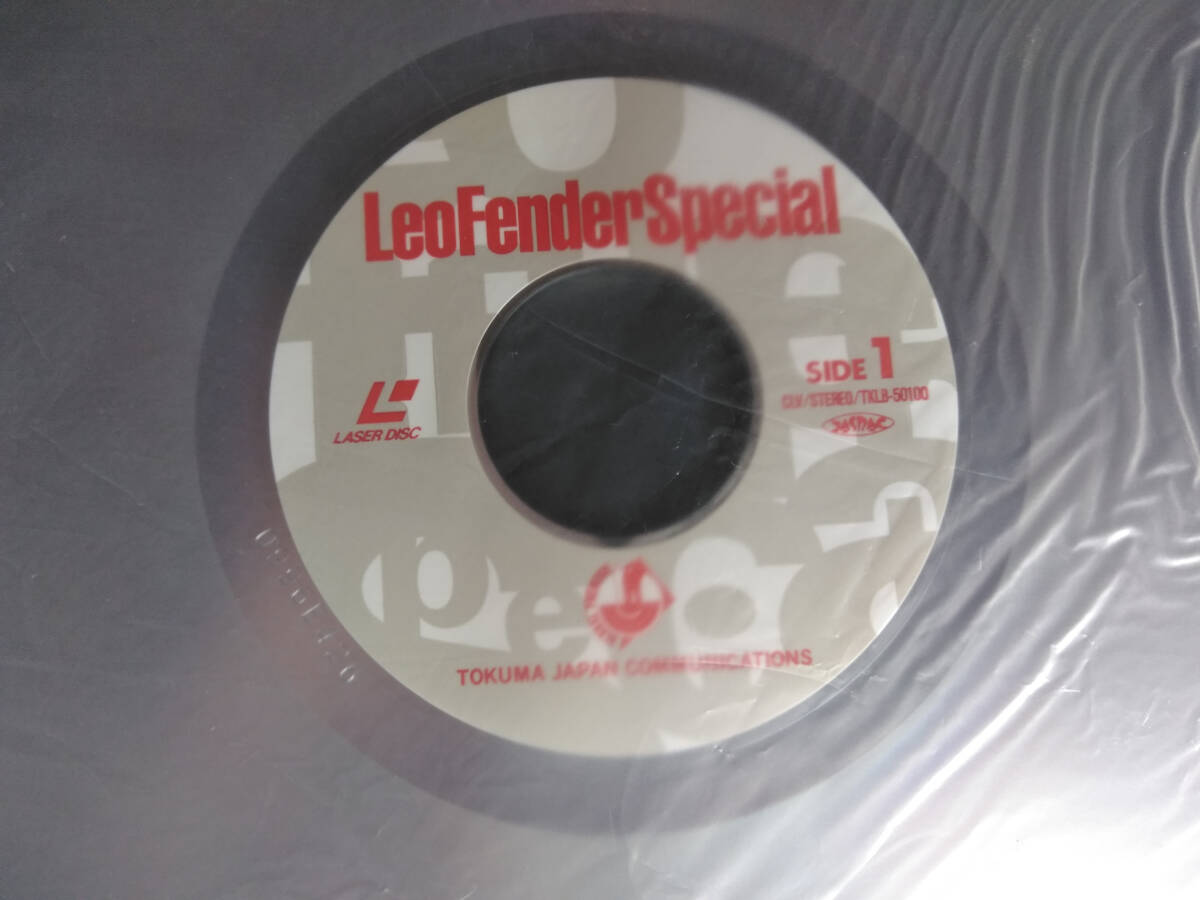 LeoFenderSpecial
SIDE 1
CLV/STEREO/TKLB-50100
LASER DISC
TOKUMA JAPAN COMMUNICATIONS